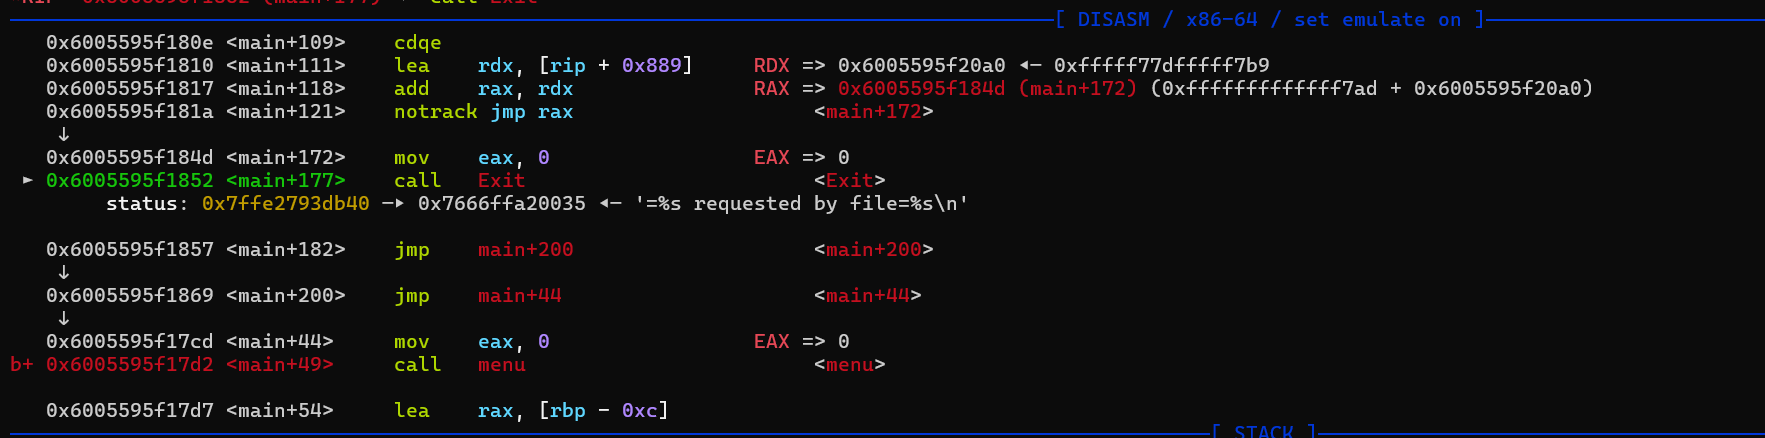 [ DISASM / x86-64 / set emulate on ]
0x6005595f180e <main+109> cdqe
0x6005595f1810 <main+111> lea rdx, [rip + 0x889] RDX => 0x6005595f20a0 ◂— 0xfffff77dfffff7b9
0x6005595f1817 <main+118> add rax, rdx RAX => 0x6005595f184d (main+172) (0xfffffffffffff7ad + 0x6005595f20a0)
0x6005595f181a <main+121> notrack jmp rax <main+172>
↓
0x6005595f184d <main+172> mov eax, 0 EAX => 0
► 0x6005595f1852 <main+177> call Exit <Exit>
status: 0x7ffe2793db40 —▸ 0x7666ffa20035 ◂— '=%s requested by file=%s\n'
0x6005595f1857 <main+182> jmp main+200 <main+200>
↓
0x6005595f1869 <main+200> jmp main+44 <main+44>
↓
0x6005595f17cd <main+44> mov eax, 0 EAX => 0
b+ 0x6005595f17d2 <main+49> call menu <menu>
0x6005595f17d7 <main+54> lea rax, [rbp - 0xc]
[ STACK ]